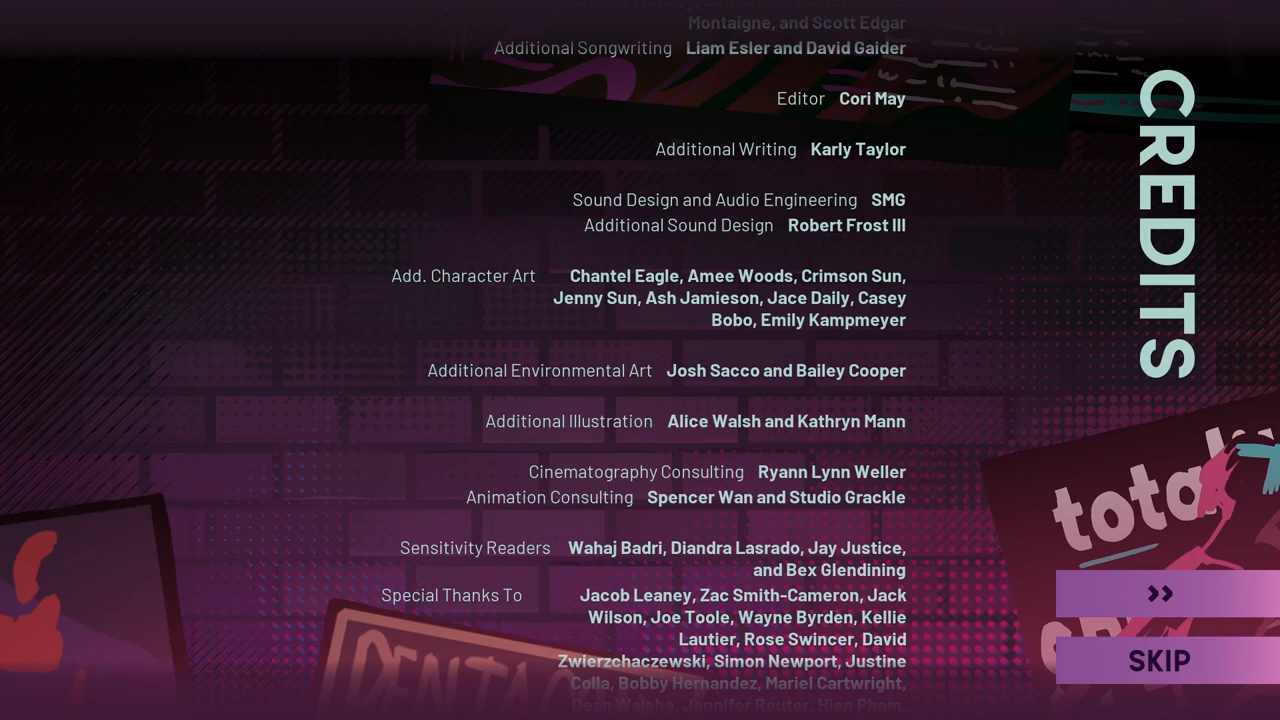 Montaigne, and Scott Edgar
Additional Songwriting Liam Esler and David Gaider
Editor Cori May
Additional Writing Karly Taylor
Sound Design and Audio Engineering SMG
Additional Sound Design Robert Frost III
Add. Character Art Chantel Eagle, Amee Woods, Crimson Sun,
Jenny Sun, Ash Jamieson, Jace Daily, Casey
Bobo, Emily Kampmeyer
Additional Environmental Art Josh Sacco and Bailey Cooper
Additional Illustration Alice Walsh and Kathryn Mann
Cinematography Consulting Ryann Lynn Weller
Animation Consulting Spencer Wan and Studio Grackle
Sensitivity Readers Wahaj Badri, Diandra Lasrado, Jay Justice,
and Bex Glendining
Special Thanks To Jacob Leaney, Zac Smith-Cameron, Jack
Wilson, Joe Toole, Wayne Byrden, Kellie
Lautier, Rose Swincer, David
Zwierzchaczewski, Simon Newport, Justine
Colla, Bobby Hernandez, Mariel Cartwright,
Dean Walshe, Jennifer Reuter, Hien Pham,
CREDITS
>>
SKIP